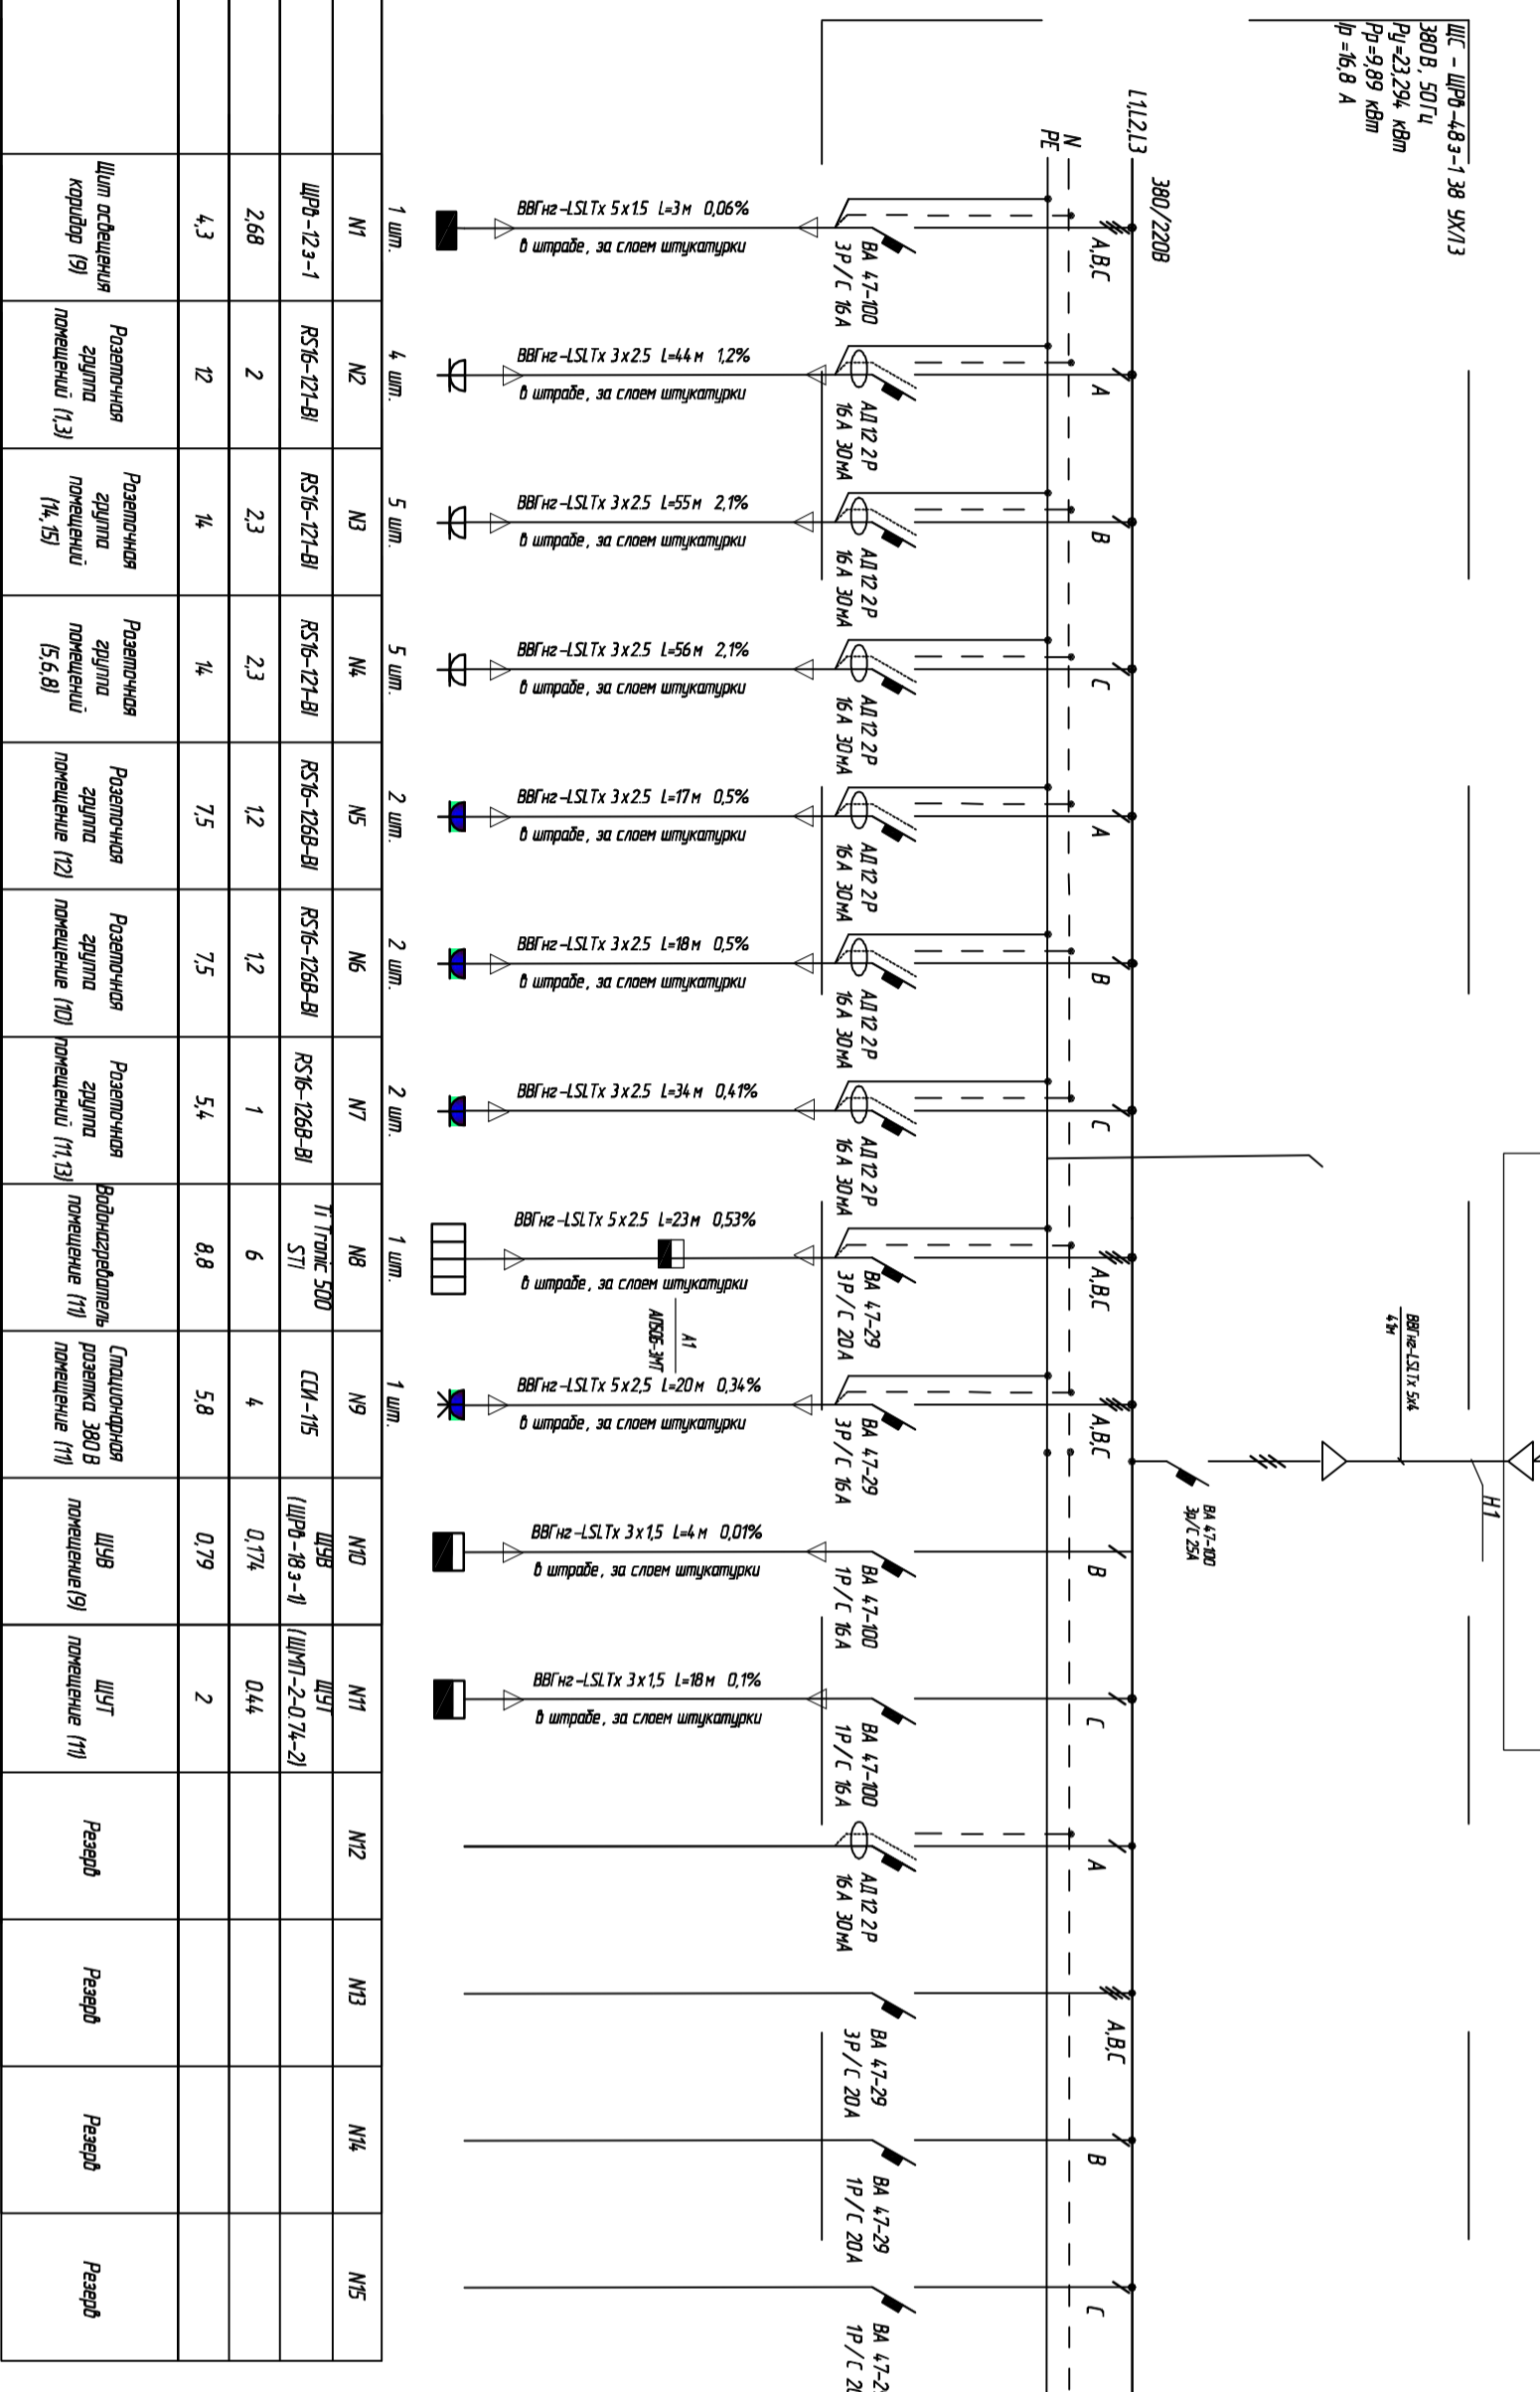 ЩС - ЩРв-48з-1 38 УХЛ3
380 В, 50 Гц
Ру=23,294 кВт
Рр=9,89 кВт
Iр =16,8 А
ВВГнг-LSLTx 5х4
41м
Н1
ВА 47-100
3р/С 25А
380/220В
L1,L2,L3
N
PE
А,В,С
А
В
С
А
В
С
А,В,С
А,В,С
В
С
А
А,В,С
В
С
ВА 47-100
3Р/С 16А
АД12 2Р
16А 30мА
АД12 2Р
16А 30мА
АД12 2Р
16А 30мА
АД12 2Р
16А 30мА
АД12 2Р
16А 30мА
АД12 2Р
16А 30мА
ВА 47-29
3Р/С 20А
ВА 47-29
3Р/С 16А
ВА 47-100
1Р/С 16А
ВА 47-100
1Р/С 16А
АД12 2Р
16А 30мА
ВА 47-29
3Р/С 20А
ВА 47-29
1Р/С 20А
ВА 47-2
1Р/С 2
ВВГнг-LSLTx 5х1.5 L=3м 0,06%
в штрабе, за слоем штукатурки
ВВГнг-LSLTx 3х2.5 L=44м 1,2%
в штрабе, за слоем штукатурки
ВВГнг-LSLTx 3х2.5 L=55м 2,1%
в штрабе, за слоем штукатурки
ВВГнг-LSLTx 3х2.5 L=56м 2,1%
в штрабе, за слоем штукатурки
ВВГнг-LSLTx 3х2.5 L=17м 0,5%
в штрабе, за слоем штукатурки
ВВГнг-LSLTx 3х2.5 L=18м 0,5%
в штрабе, за слоем штукатурки
ВВГнг-LSLTx 3х2.5 L=34м 0,41%
ВВГнг-LSLTx 5х2.5 L=23м 0,53%
в штрабе, за слоем штукатурки
А1
АП50Б-3МТ
ВВГнг-LSLTx 5х2,5 L=20м 0,34%
в штрабе, за слоем штукатурки
ВВГнг-LSLTx 3х1,5 L=4м 0,01%
в штрабе, за слоем штукатурки
ВВГнг-LSLTx 3х1,5 L=18м 0,1%
в штрабе, за слоем штукатурки
1 шт.
4 шт.
5 шт.
5 шт.
2 шт.
2 шт.
2 шт.
1 шт.
1 шт.
N1
N2
N3
N4
N5
N6
N7
N8
N9
N10
N11
N12
N13
N14
N15
ЩРв-12з-1
RS16-121-BI
RS16-121-BI
RS16-121-BI
RS16-126B-BI
RS16-126B-BI
RS16-126B-BI
Ti Tronic 500
STI
ССИ-115
ЩУВ
(ЩРв-18з-1)
ЩУТ
(ЩМП-2-0.74-2)
2,68
2
2,3
2,3
1,2
1,2
1
6
4
0,174
0.44
4,3
12
14
14
7,5
7,5
5,4
8,8
5,8
0,79
2
Щит освещения
коридор (9)
Розеточная
группа
помещений (1,3)
Розеточная
группа
помещений
(14,15)
Розеточная
группа
помещений
(5,6,8)
Розеточная
группа
помещение (12)
Розеточная
группа
помещение (10)
Розеточная
группа
помещений (11,13)
Водонагреватель
помещение (11)
Стационарная
розетка 380 В
помещение (11)
ЩУВ
помещение(9)
ЩУТ
помещение (11)
Резерв
Резерв
Резерв
Резерв